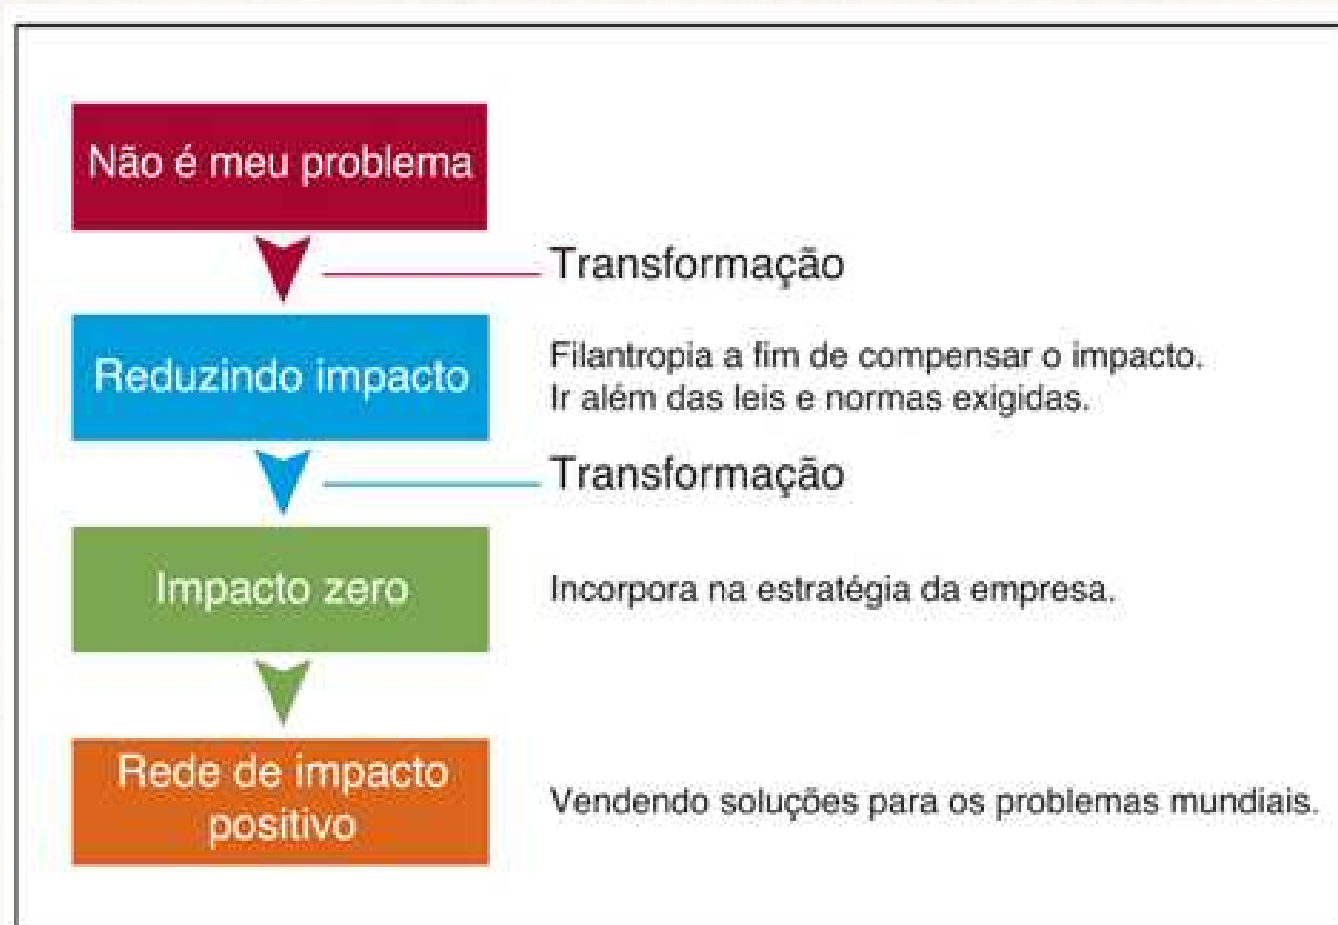 Não é meu problema
Transformação
Reduzindo impacto
Filantropia a fim de compensar o impacto.
Ir além das leis e normas exigidas.
Transformação
Impacto zero
Incorpora na estratégia da empresa.
Rede de impacto
positivo
Vendendo soluções para os problemas mundiais.